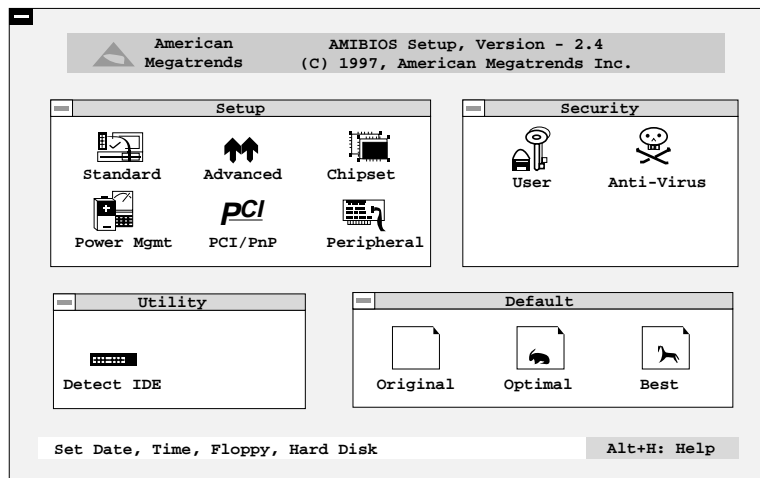 American Megatrends
AMIBIOS Setup, Version - 2.4
(C) 1997, American Megatrends Inc.
Setup
Standard
Advanced
Chipset
Power Mgmt
PCI
PCI/PnP
Peripheral
Security
User
Anti-Virus
Utility
Detect IDE
Default
Original
Optimal
Best
Set Date, Time, Floppy, Hard Disk
Alt+H: Help